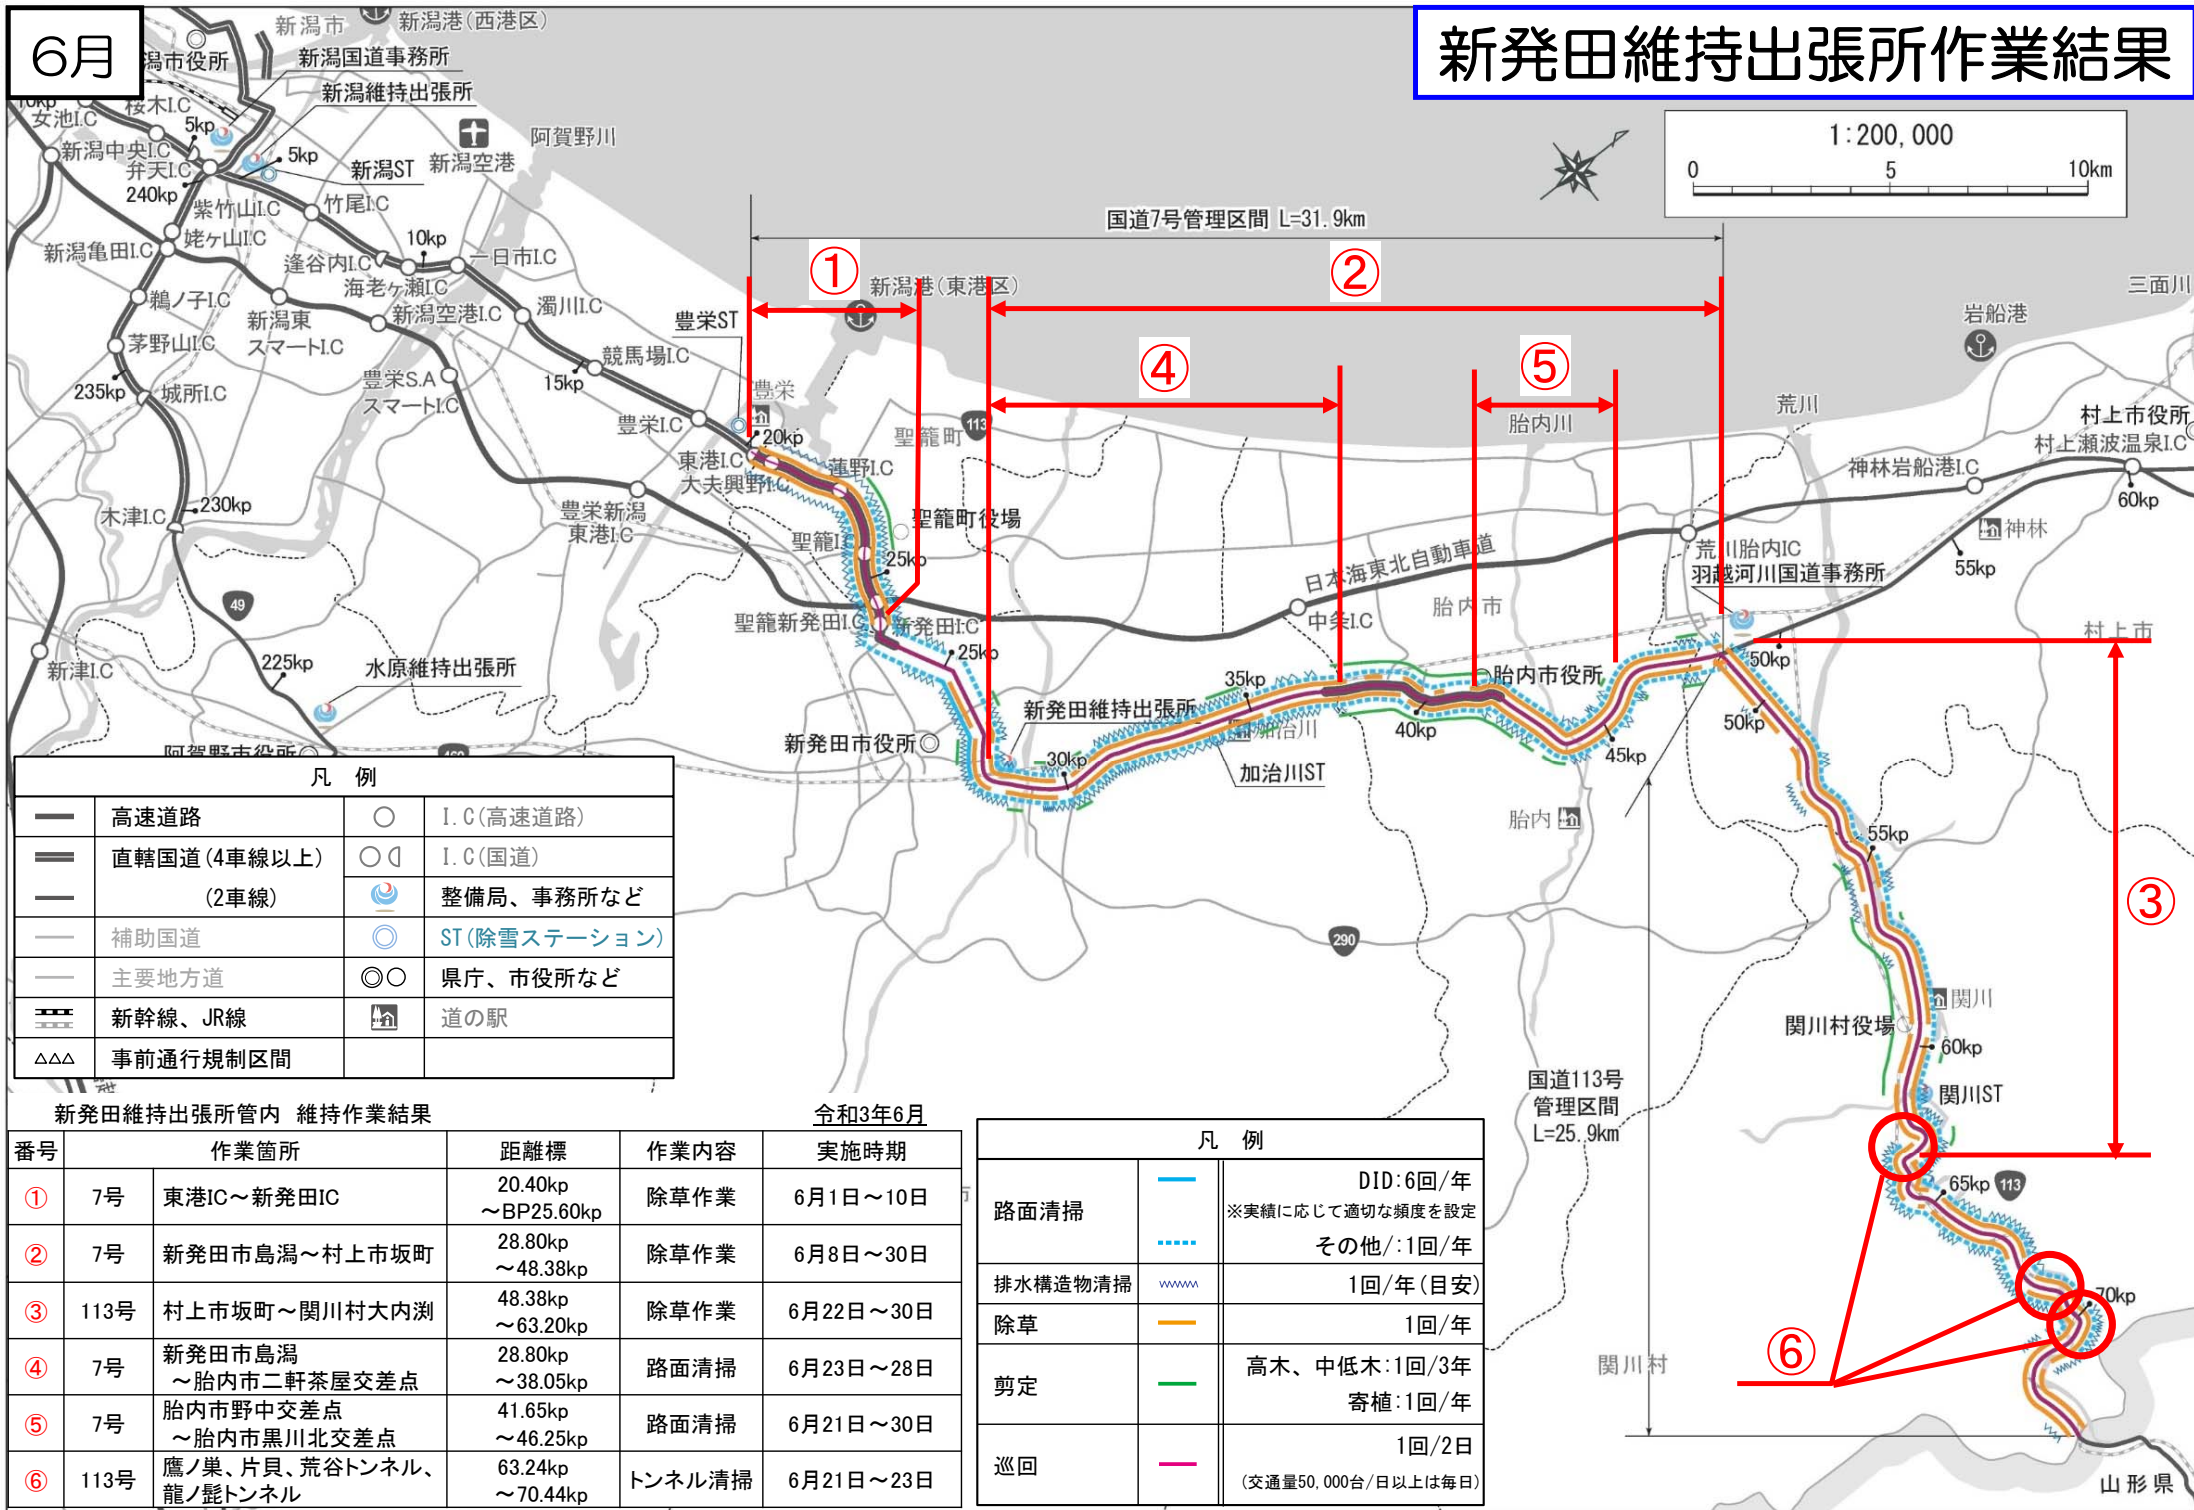 6月
新発田維持出張所作業結果
新潟市
新潟港(西港区)
潟市役所
新潟国道事務所
新潟維持出張所
10kp
桜木I.C
女池I.C
5kp
新潟中央I.C
弁天I.C
5kp
新潟ST
新潟空港
阿賀野川
240kp
紫竹山I.C
竹尾I.C
姥ヶ山I.C
新潟亀田I.C
10kp
一日市I.C
逢谷内I.C
海老ヶ瀬I.C
鵜ノ子I.C
新潟東
スマートI.C
新潟空港I.C
濁川I.C
茅野山I.C
競馬場I.C
15kp
235kp
城所I.C
豊栄S.A
スマートI.C
豊栄I.C
豊栄ST
豊栄
20kp
東港I.C
大夫興野I.C
蓮野I.C
聖籠町
113
木津I.C
230kp
豊栄新潟
東港I.C
聖籠I.
聖籠町役場
25kp
49
聖籠新発田I.C
新発田I.C
25kp
新津I.C
225kp
水原維持出張所
阿賀野市役所
460
1:200,000
0
5
10km
国道7号管理区間 L=31.9km
①
②
新潟港(東港区)
④
⑤
胎内川
荒川
三面川
岩船港
村上市役所
村上瀬波温泉I.C
神林岩船港I.C
60kp
神林
55kp
荒川胎内IC
羽越河川国道事務所
日本海東北自動車道
中条I.C
胎内市
村上市
50kp
50kp
新発田市役所
新発田維持出張所
30kp
35kp
加治川
加治川ST
胎内市役所
40kp
45kp
胎内
290
55kp
③
関川
関川村役場
60kp
関川ST
国道113号
管理区間
L=25.9km
65kp
113
70kp
⑥
関川村
山形県
凡 例
高速道路
I.C(高速道路)
直轄国道(4車線以上)
I.C(国道)
(2車線)
整備局、事務所など
補助国道
ST(除雪ステーション)
主要地方道
県庁、市役所など
新幹線、JR線
道の駅
事前通行規制区間
新発田維持出張所管内 維持作業結果
令和3年6月
番号 作業箇所 距離標 作業内容 実施時期
① 7号 東港IC～新発田IC 20.40kp ～BP25.60kp 除草作業 6月1日～10日
② 7号 新発田市島潟～村上市坂町 28.80kp ～48.38kp 除草作業 6月8日～30日
③ 113号 村上市坂町～関川村大内渕 48.38kp ～63.20kp 除草作業 6月22日～30日
④ 7号 新発田市島潟 ～胎内市二軒茶屋交差点 28.80kp ～38.05kp 路面清掃 6月23日～28日
⑤ 7号 胎内市野中交差点 ～胎内市黒川北交差点 41.65kp ～46.25kp 路面清掃 6月21日～30日
⑥ 113号 鷹ノ巣、片貝、荒谷トンネル、 龍ノ髭トンネル 63.24kp ～70.44kp トンネル清掃 6月21日～23日
凡 例
路面清掃
DID:6回/年
※実績に応じて適切な頻度を設定
その他/:1回/年
排水構造物清掃 1回/年(目安)
除草 1回/年
剪定
高木、中低木:1回/3年
寄植:1回/年
巡回
1回/2日
(交通量50,000台/日以上は毎日)